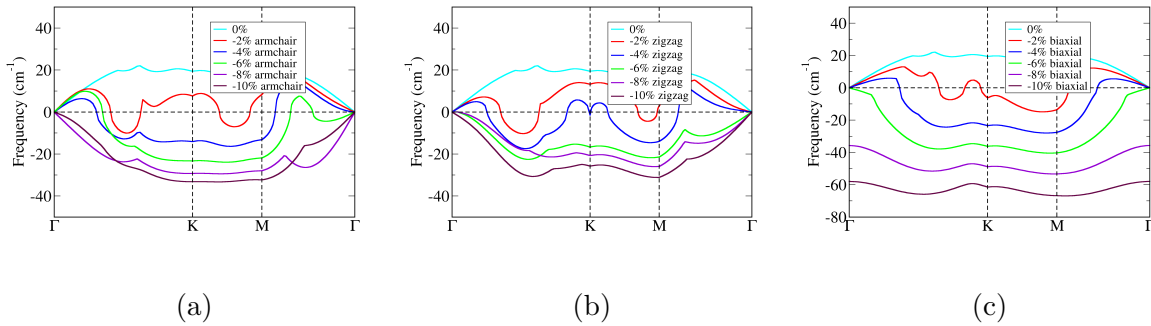 40
20
0
-20
-40
Frequency (cm⁻¹)
Γ
K
M
Γ
0%
-2% armchair
-4% armchair
-6% armchair
-8% armchair
-10% armchair
(a)
40
20
0
-20
-40
Frequency (cm⁻¹)
Γ
K
M
Γ
0%
-2% zigzag
-4% zigzag
-6% zigzag
-8% zigzag
-10% zigzag
(b)
40
20
0
-20
-40
-60
-80
Frequency (cm⁻¹)
Γ
K
M
Γ
0%
-2% biaxial
-4% biaxial
-6% biaxial
-8% biaxial
-10% biaxial
(c)